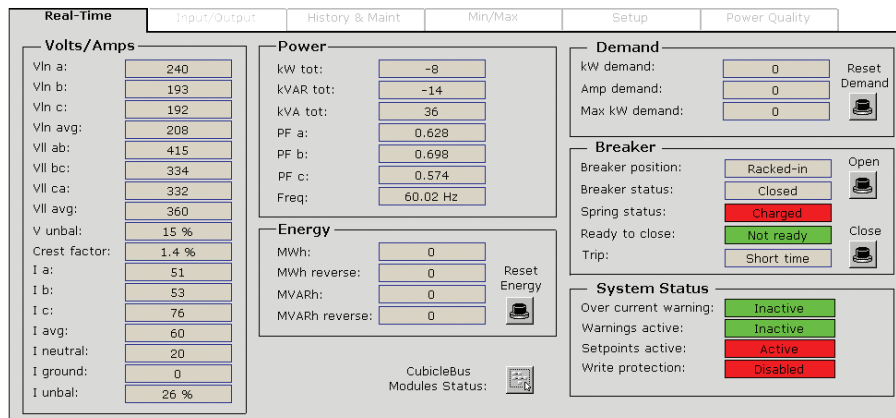 Real-Time Input/Output History & Maint Min/Max Setup Power Quality
Volts/Amps
Vln a: 240
Vln b: 193
Vln c: 192
Vln avg: 208
Vll ab: 415
Vll bc: 334
Vll ca: 332
Vll avg: 360
V unbal: 15 %
Crest factor: 1.4 %
I a: 51
I b: 53
I c: 76
I avg: 60
I neutral: 20
I ground: 0
I unbal: 26 %
Power
kW tot: -8
kVAR tot: -14
kVA tot: 36
PF a: 0.628
PF b: 0.698
PF c: 0.574
Freq: 60.02 Hz
Energy
MWh: 0
MWh reverse: 0
MVARh: 0
MVARh reverse: 0
Reset
Energy
CubicleBus
Modules Status:
Demand
kW demand: 0
Amp demand: 0
Max kW demand: 0
Reset
Demand
Breaker
Breaker position: Racked-in
Breaker status: Closed
Spring status: Charged
Ready to close: Not ready
Trip: Short time
Open
Close
System Status
Over current warning: Inactive
Warnings active: Inactive
Setpoints active: Active
Write protection: Disabled